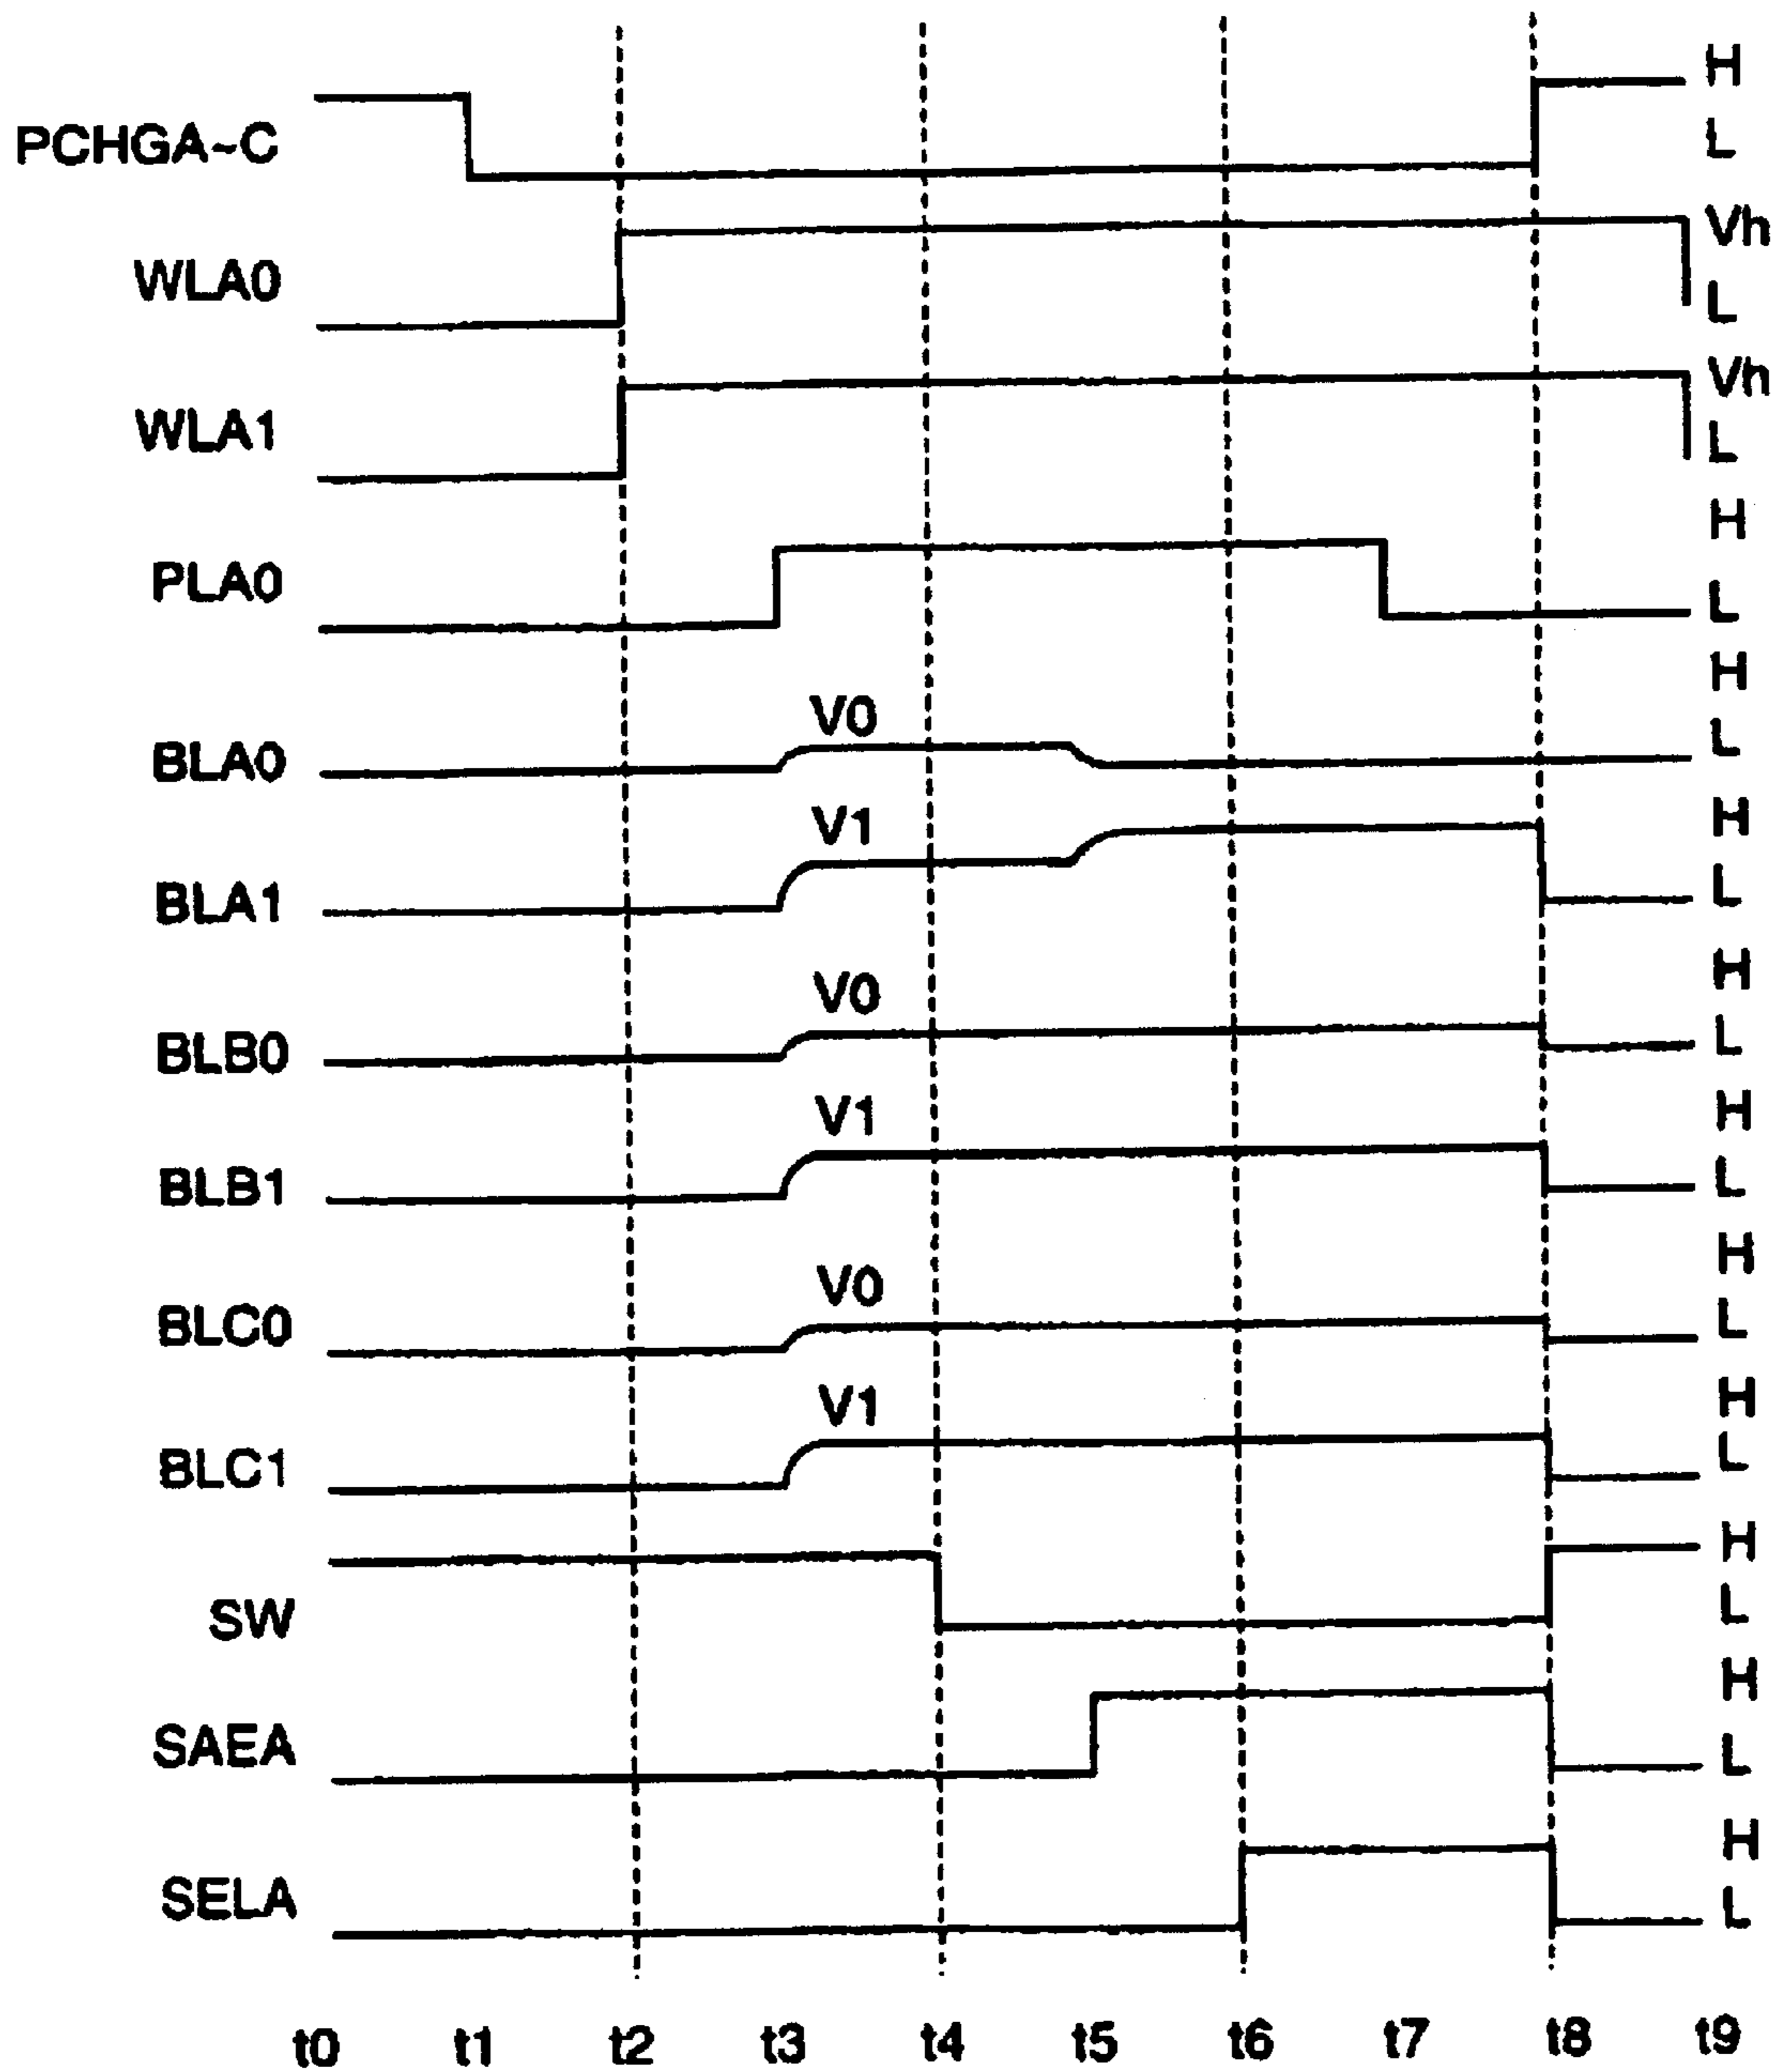 H
PCHGA~C L
Vh
WLA0 L
Vh
WLA1 L
H
PLA0 L
H
V0
BLA0 L
V1 H
BLA1 L
V0 H
BLB0 L
V1 H
BLB1 L
V0 H
BLC0 L
V1 H
BLC1 L
H
SW L
H
SAEA L
H
SELA L
t0 t1 t2 t3 t4 t5 t6 t7 t8 t9